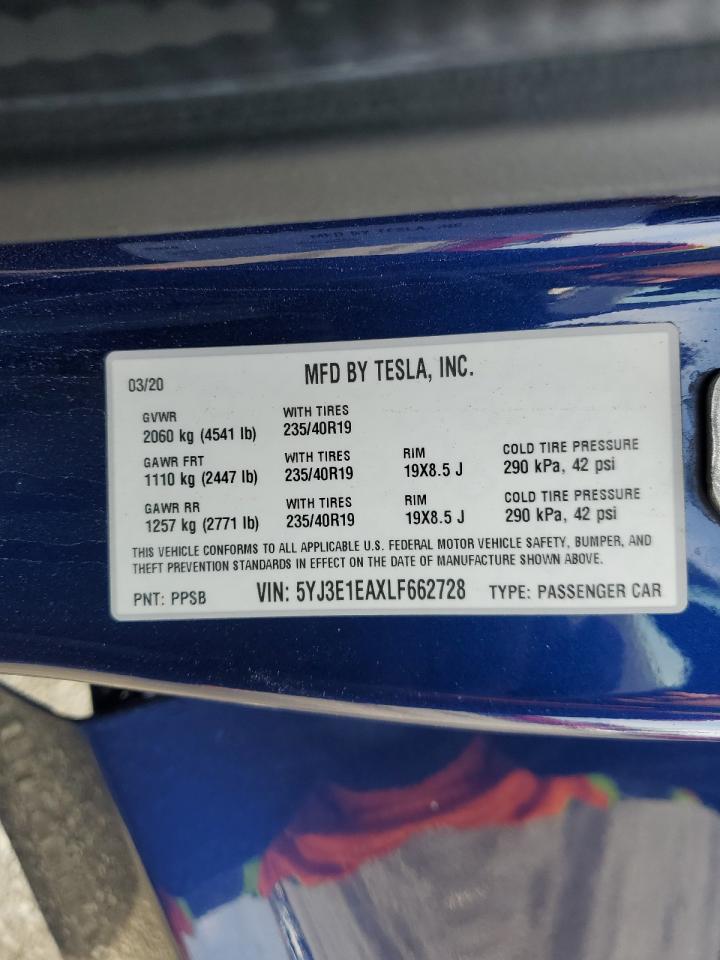 MFD BY TESLA, INC.
03/20
GVWR
2060 kg (4541 lb)
WITH TIRES
235/40R19
GAWR FRT
1110 kg (2447 lb)
WITH TIRES
235/40R19
RIM
19X8.5 J
COLD TIRE PRESSURE
290 kPa, 42 psi
GAWR RR
1257 kg (2771 lb)
WITH TIRES
235/40R19
RIM
19X8.5 J
COLD TIRE PRESSURE
290 kPa, 42 psi
THIS VEHICLE CONFORMS TO ALL APPLICABLE U.S. FEDERAL MOTOR VEHICLE SAFETY, BUMPER, AND
THEFT PREVENTION STANDARDS IN EFFECT ON THE DATE OF MANUFACTURE SHOWN ABOVE.
PNT: PPSB VIN: 5YJ3E1EAXLF662728 TYPE: PASSENGER CAR